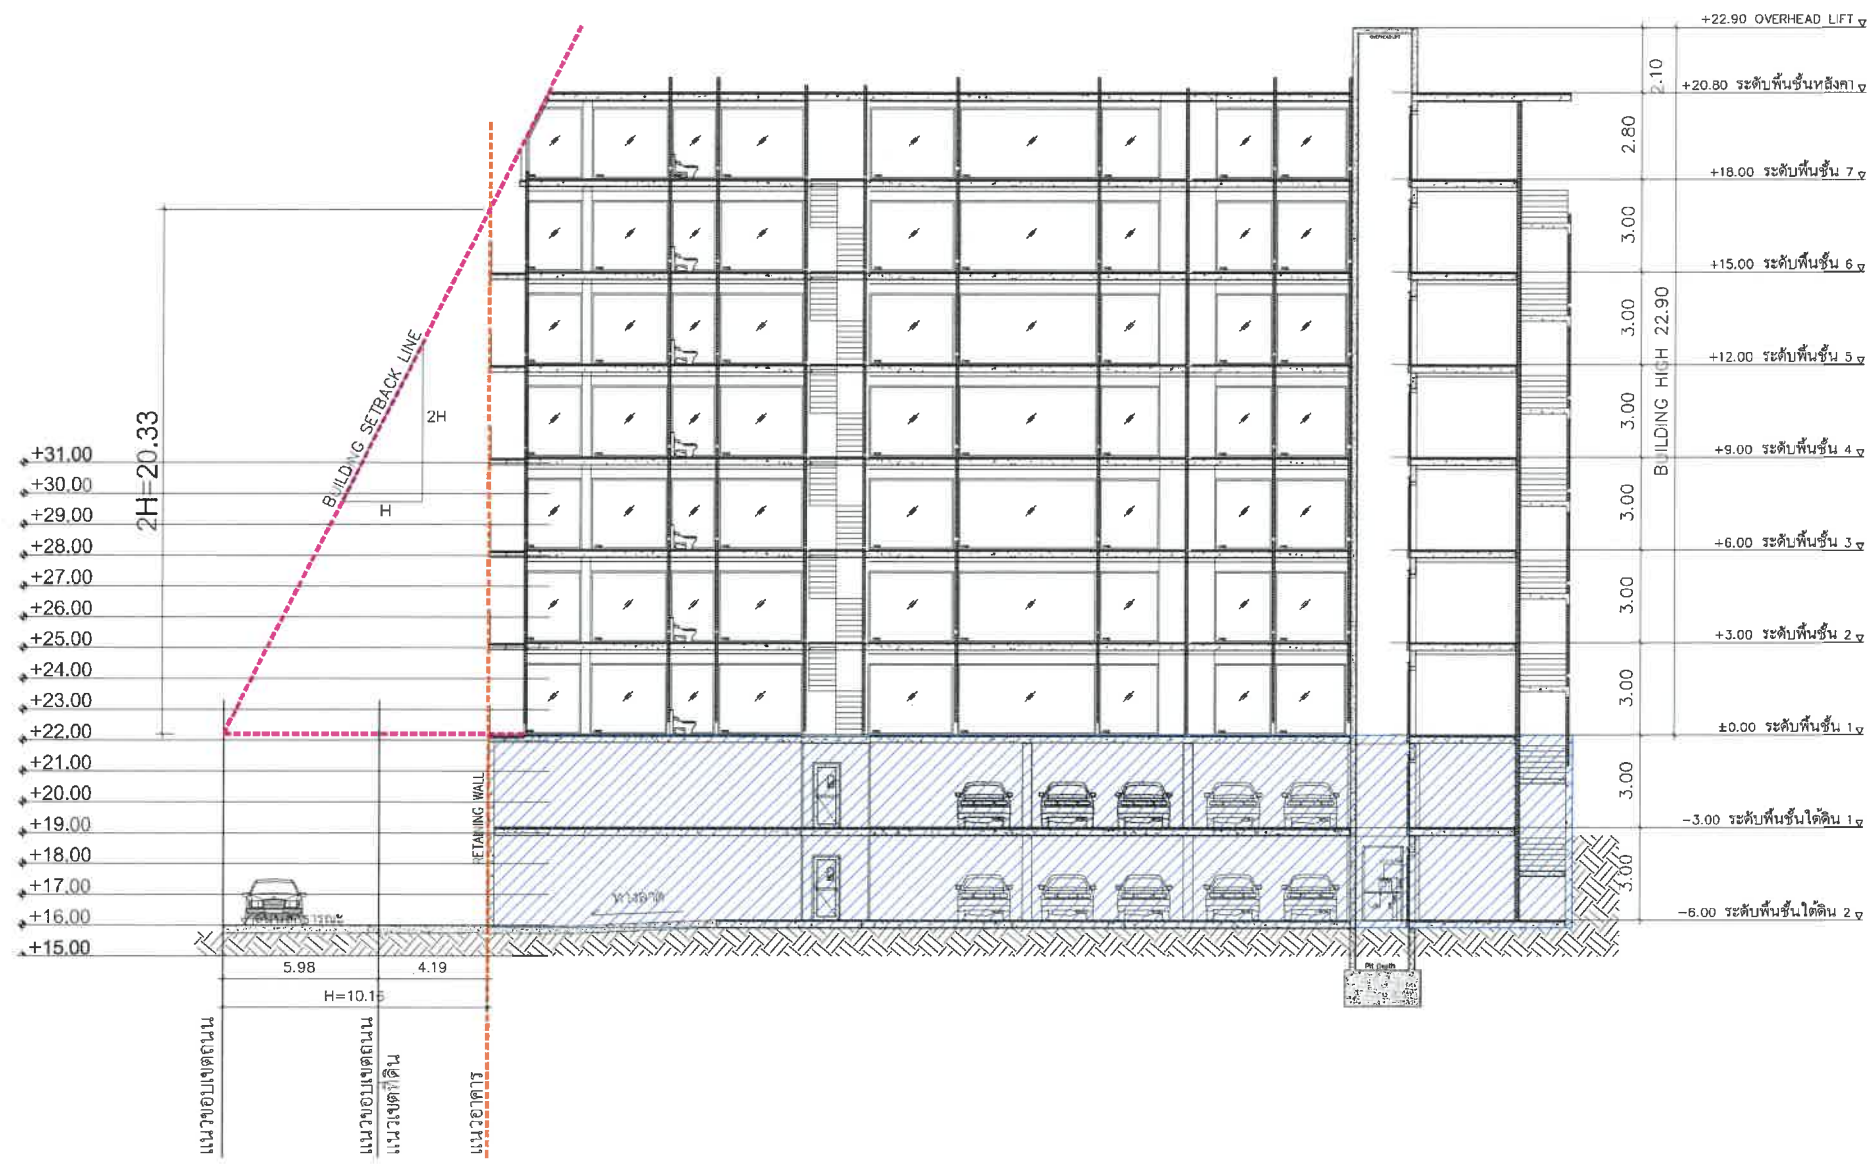 +22.90 OVERHEAD LIFT
OVERHEAD LIFT
2.10
+20.80 ระดับพื้นชั้นหลังคา
2.80
+18.00 ระดับพื้นชั้น 7
3.00
+15.00 ระดับพื้นชั้น 6
3.00
BUILDING HIGH 22.90
+12.00 ระดับพื้นชั้น 5
3.00
+9.00 ระดับพื้นชั้น 4
3.00
+6.00 ระดับพื้นชั้น 3
3.00
+3.00 ระดับพื้นชั้น 2
3.00
±0.00 ระดับพื้นชั้น 1
3.00
-3.00 ระดับพื้นชั้นใต้ดิน 1
3.00
-6.00 ระดับพื้นชั้นใต้ดิน 2
2H=20.33
BUILDING SETBACK LINE
2H
H
+31.00
+30.00
+29.00
+28.00
+27.00
+26.00
+25.00
+24.00
+23.00
+22.00
+21.00
+20.00
+19.00
+18.00
+17.00
+16.00
+15.00
RETAINING WALL
ทางลาด
Pit Depth
5.98
4.19
H=10.16
แนวขอบเขตถนน
แนวขอบเขตถนน
แนวเขตที่ดิน
แนวอาคาร